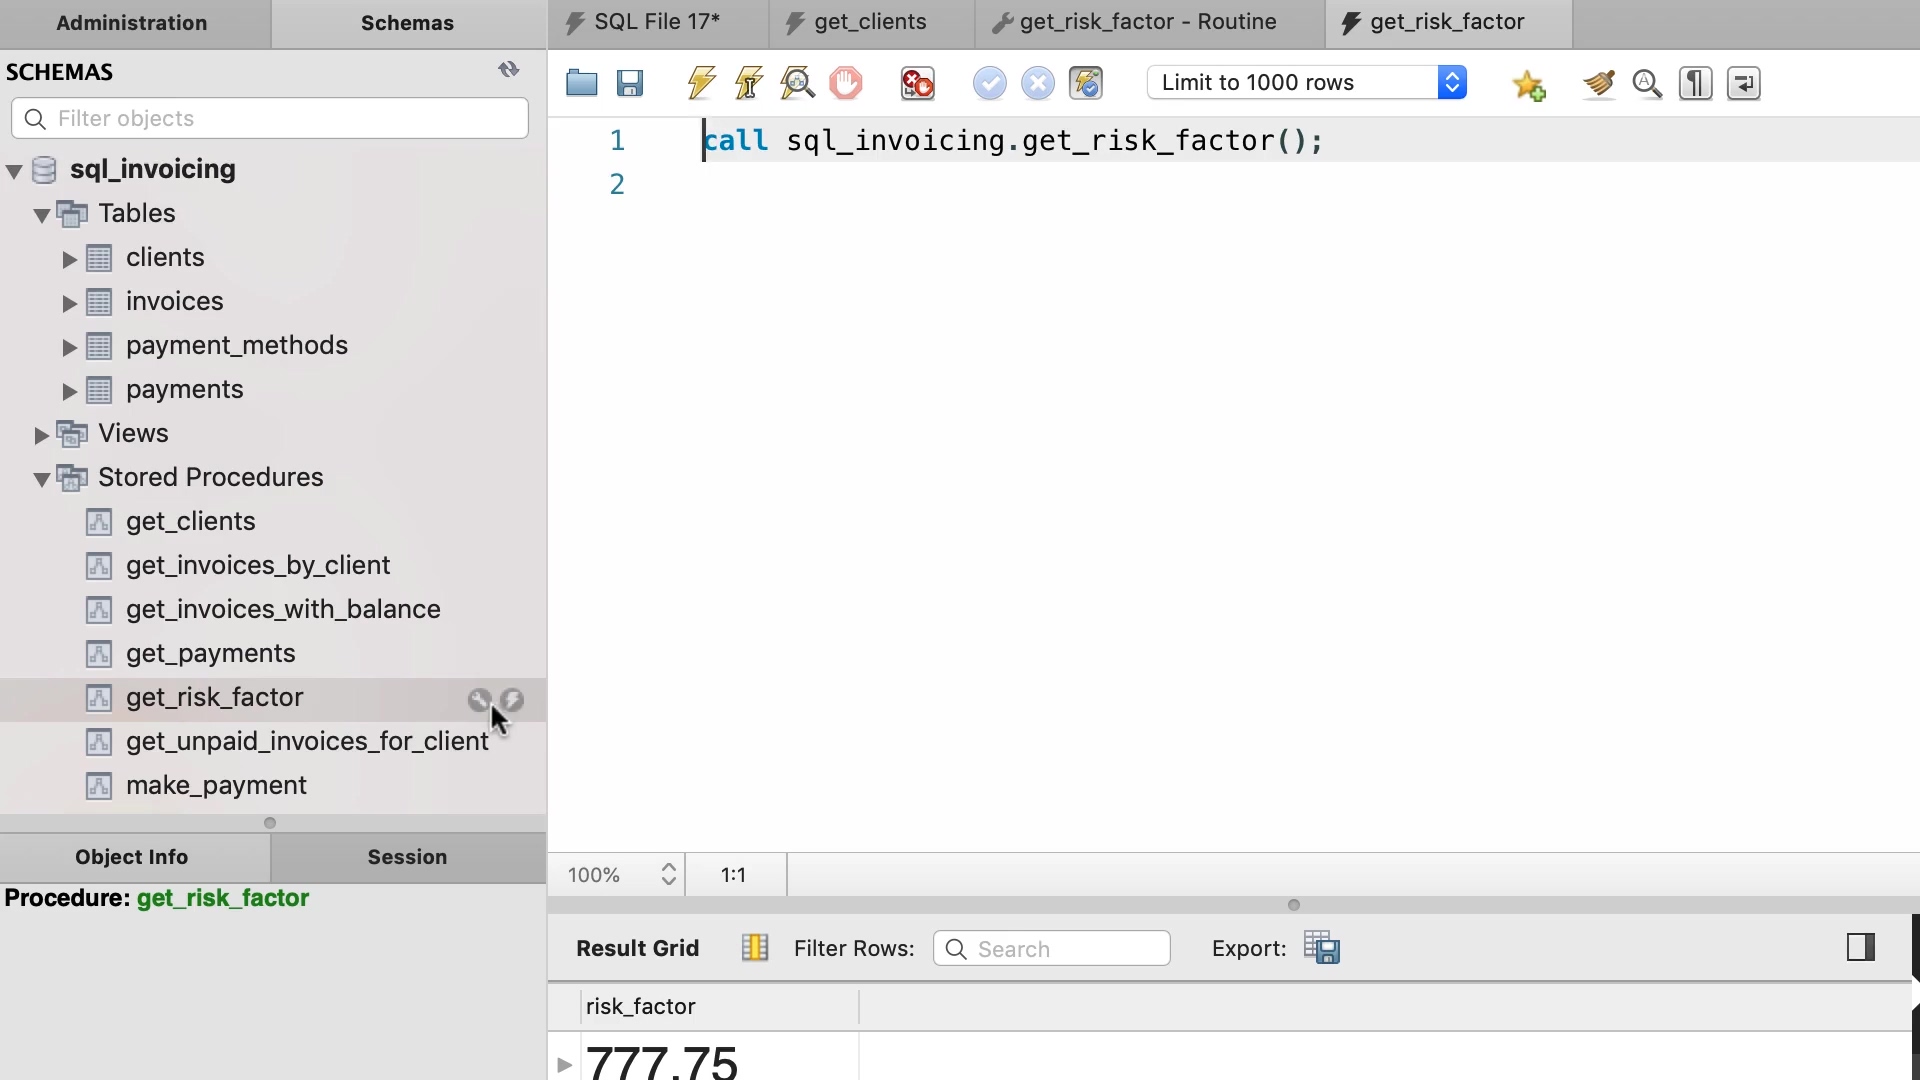 Administration
Schemas
SQL File 17*
get_clients
get_risk_factor - Routine
get_risk_factor
SCHEMAS
Limit to 1000 rows
Filter objects
1 call sql_invoicing.get_risk_factor();
2
sql_invoicing
Tables
clients
invoices
payment_methods
payments
Views
Stored Procedures
get_clients
get_invoices_by_client
get_invoices_with_balance
get_payments
get_risk_factor
get_unpaid_invoices_for_client
make_payment
Object Info
Session
100%
1:1
Procedure: get_risk_factor
Result Grid
Filter Rows:
Search
Export:
risk_factor
777.75